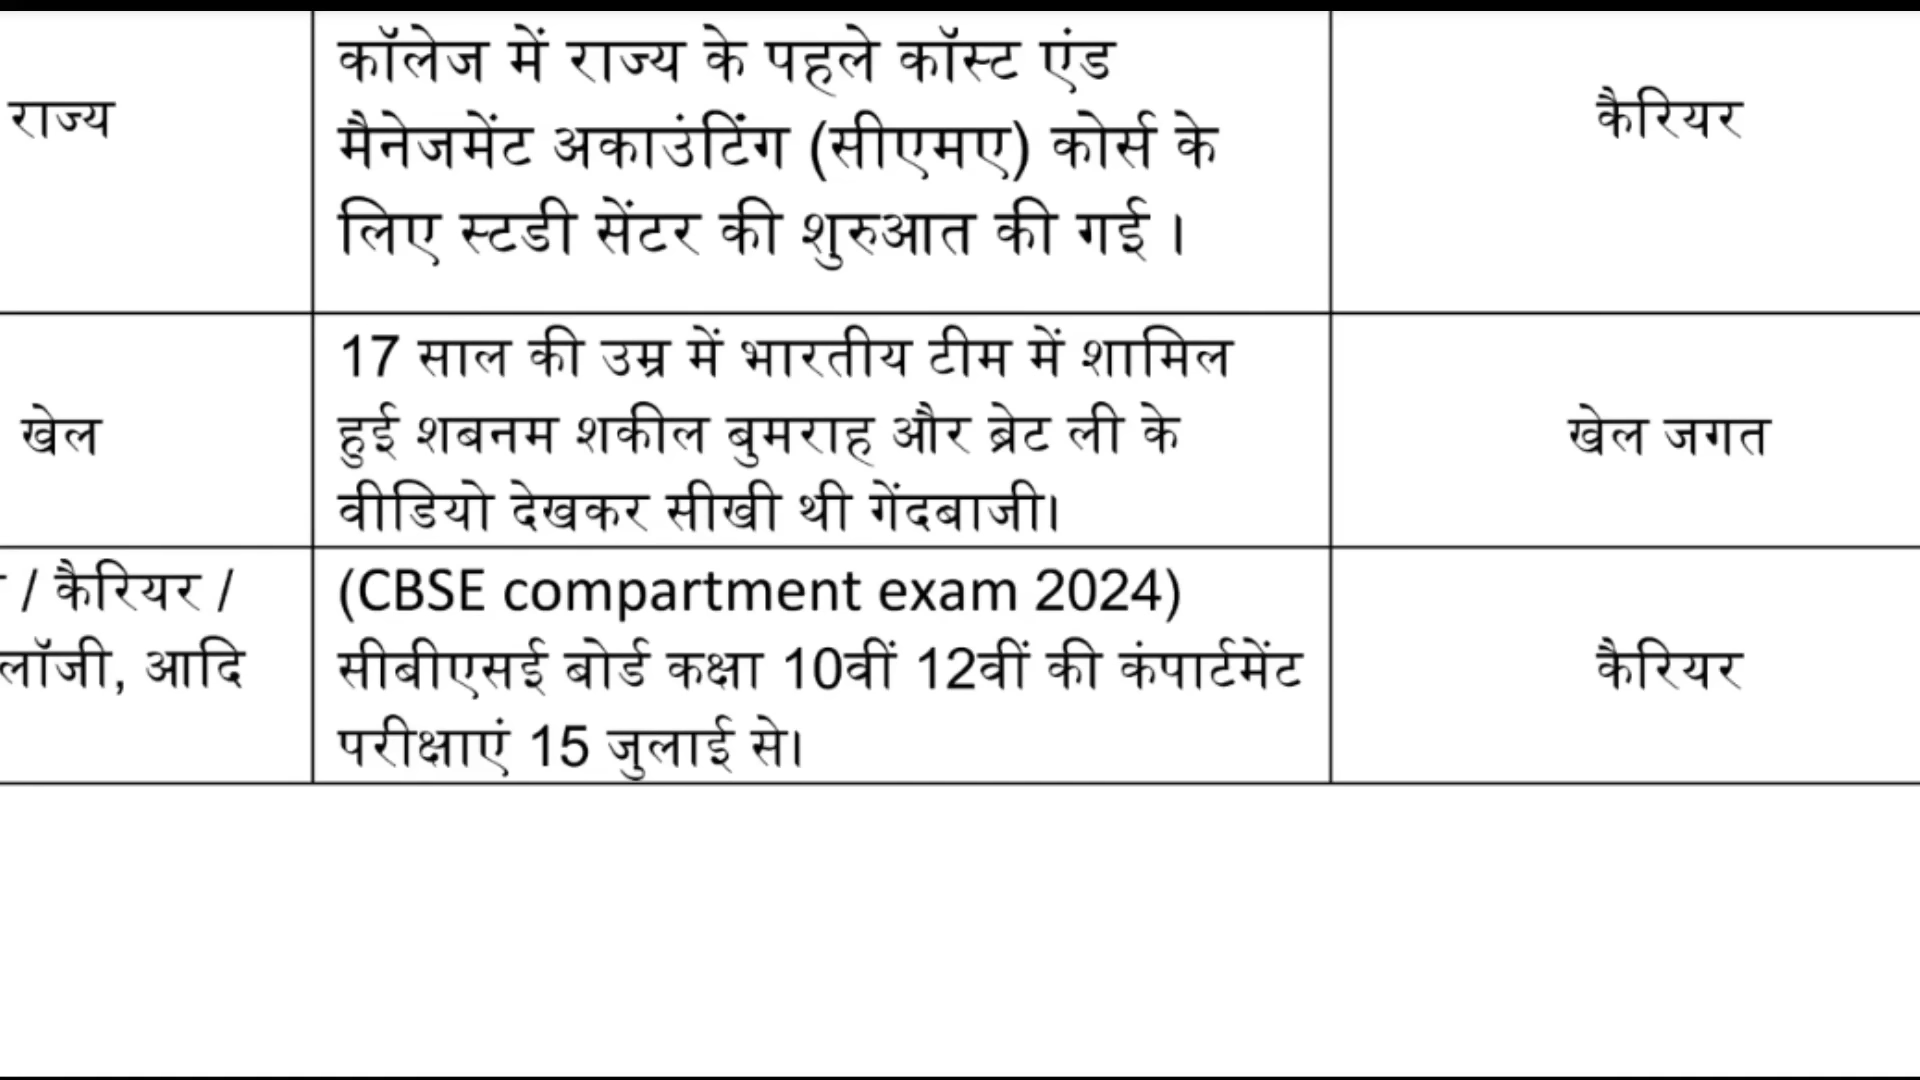 राज्य
कॉलेज में राज्य के पहले कॉस्ट एंड
मैनेजमेंट अकाउंटिंग (सीएमए) कोर्स के
लिए स्टडी सेंटर की शुरुआत की गई ।
कैरियर
खेल
17 साल की उम्र में भारतीय टीम में शामिल
हुई शबनम शकील बुमराह और ब्रेट ली के
वीडियो देखकर सीखी थी गेंदबाजी।
खेल जगत
/ कैरियर /
लॉजी, आदि
(CBSE compartment exam 2024)
सीबीएसई बोर्ड कक्षा 10वीं 12वीं की कंपार्टमेंट
परीक्षाएं 15 जुलाई से।
कैरियर